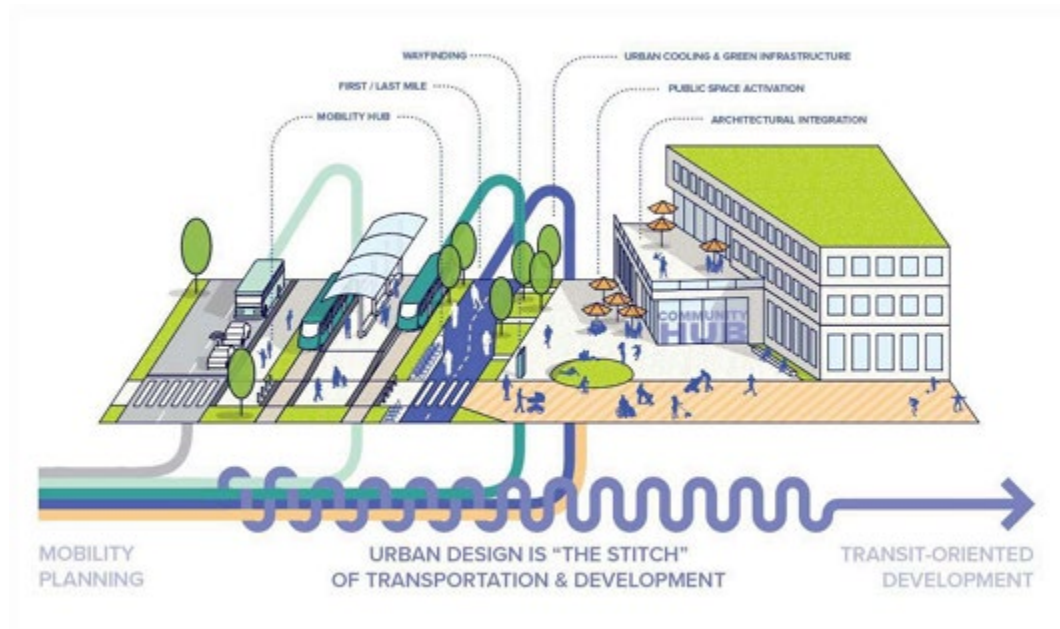 WAYFINDING
FIRST / LAST MILE
MOBILITY HUB
URBAN COOLING & GREEN INFRASTRUCTURE
PUBLIC SPACE ACTIVATION
ARCHITECTURAL INTEGRATION
COMMUNITY
HUB
MOBILITY
PLANNING
URBAN DESIGN IS “THE STITCH”
OF TRANSPORTATION & DEVELOPMENT
TRANSIT-ORIENTED
DEVELOPMENT